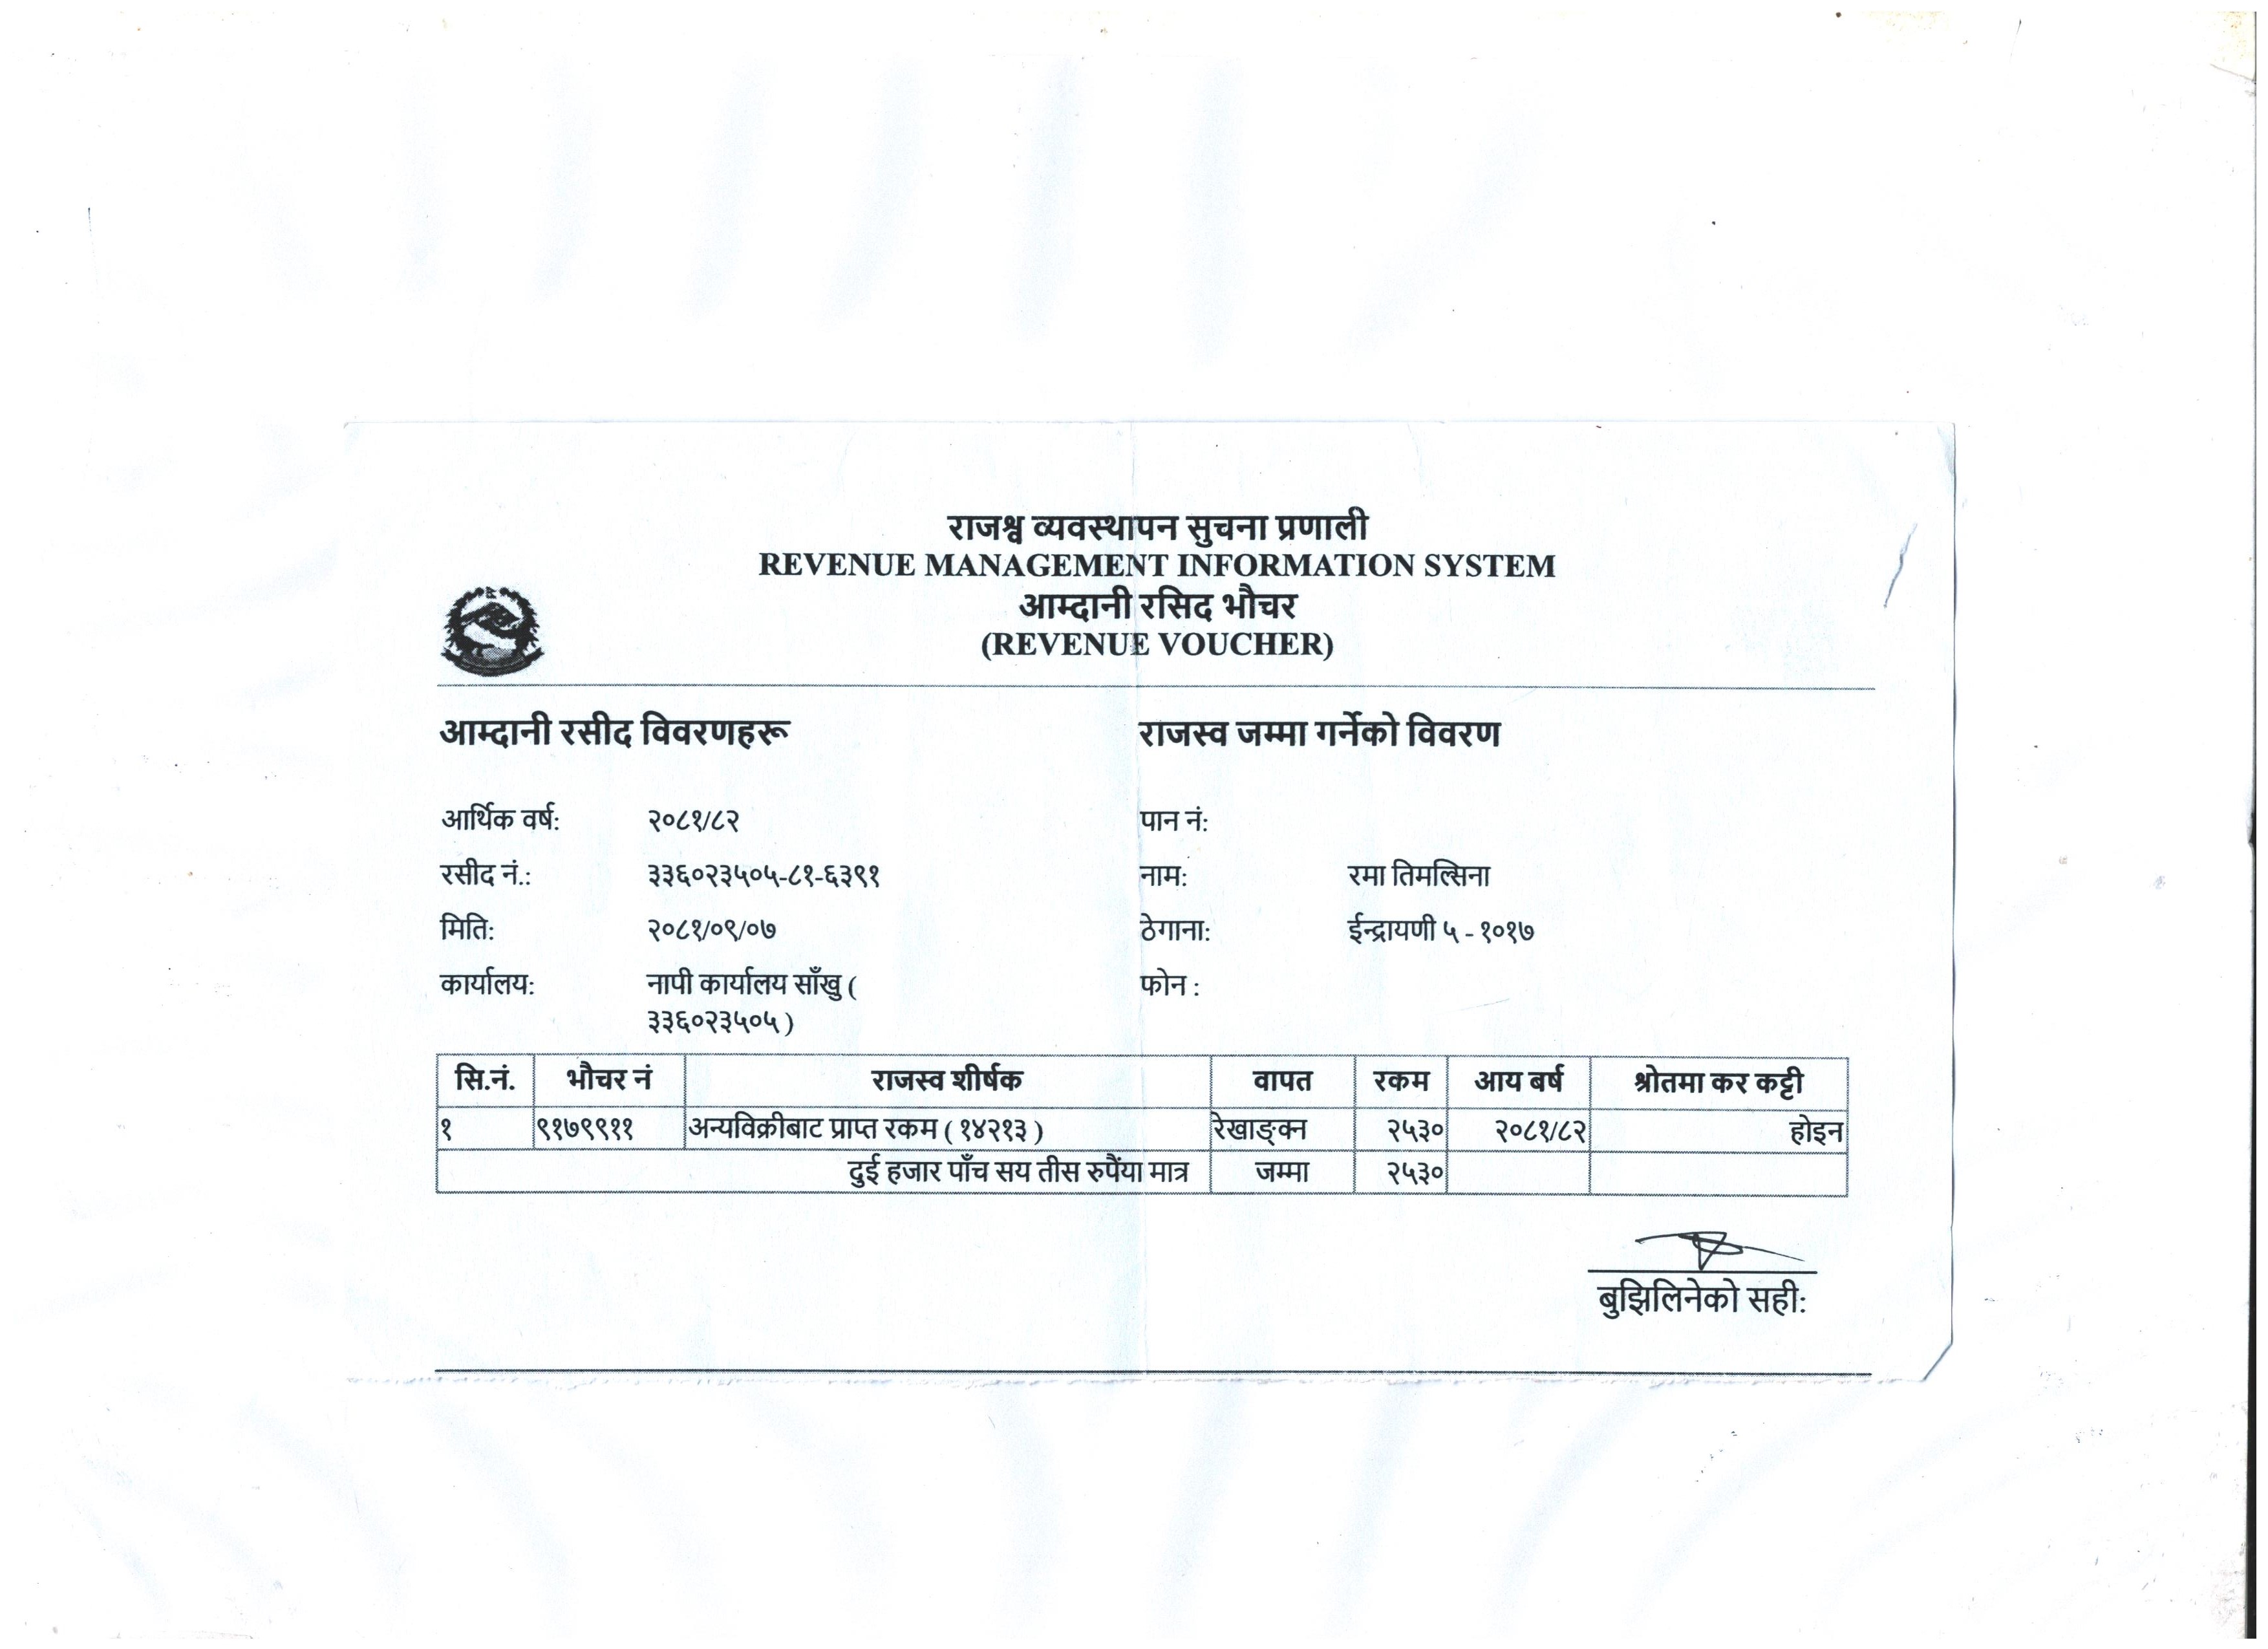 राजश्व व्यवस्थापन सुचना प्रणाली
REVENUE MANAGEMENT INFORMATION SYSTEM
आम्दानी रसिद भौचर
(REVENUE VOUCHER)
आम्दानी रसीद विवरणहरू
राजस्व जम्मा गर्नेको विवरण
आर्थिक वर्ष: २०८१/८२
पान नं:
रसीद नं.: ३३६०२३५०५-८१-६३९१
नाम: रमा तिमल्सिना
मिति: २०८१/०९/०७
ठेगाना: ईन्द्रायणी ५ - १०१७
कार्यालय: नापी कार्यालय साँखु (
३३६०२३५०५ )
फोन :
सि.नं. भौचर नं राजस्व शीर्षक वापत रकम आय बर्ष श्रोतमा कर कट्टी
१ ९१७९९११ अन्यविक्रीबाट प्राप्त रकम ( १४२१३ ) रेखाङ्क्न २५३० २०८१/८२ होइन
दुई हजार पाँच सय तीस रुपैंया मात्र जम्मा २५३०
बुझिलिनेको सही: